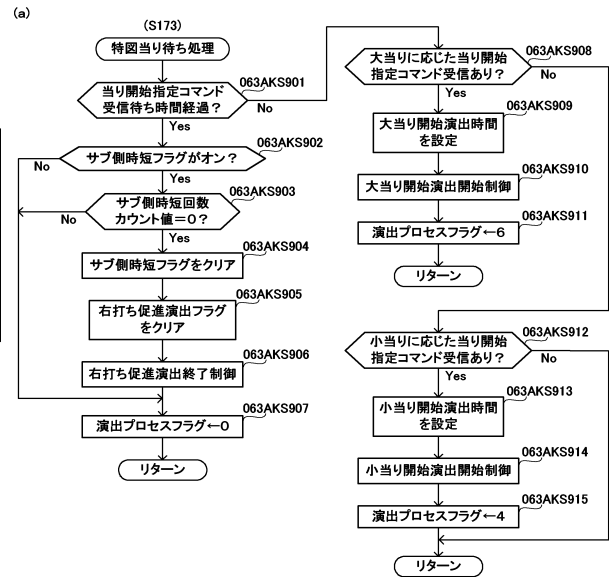 (a)
(S173)
特図当り待ち処理
当り開始指定コマンド
受信待ち時間経過？
063AKS901
No
Yes
サブ側時短フラグがオン？
063AKS902
No
Yes
サブ側時短回数
カウント値＝0？
063AKS903
No
Yes
サブ側時短フラグをクリア
063AKS904
右打ち促進演出フラグ
をクリア
063AKS905
右打ち促進演出終了制御
063AKS906
演出プロセスフラグ←0
063AKS907
リターン
大当りに応じた当り開始
指定コマンド受信あり？
063AKS908
No
Yes
大当り開始演出時間
を設定
063AKS909
大当り開始演出開始制御
063AKS910
演出プロセスフラグ←6
063AKS911
リターン
小当りに応じた当り開始
指定コマンド受信あり？
063AKS912
No
Yes
小当り開始演出時間
を設定
063AKS913
小当り開始演出開始制御
063AKS914
演出プロセスフラグ←4
063AKS915
リターン